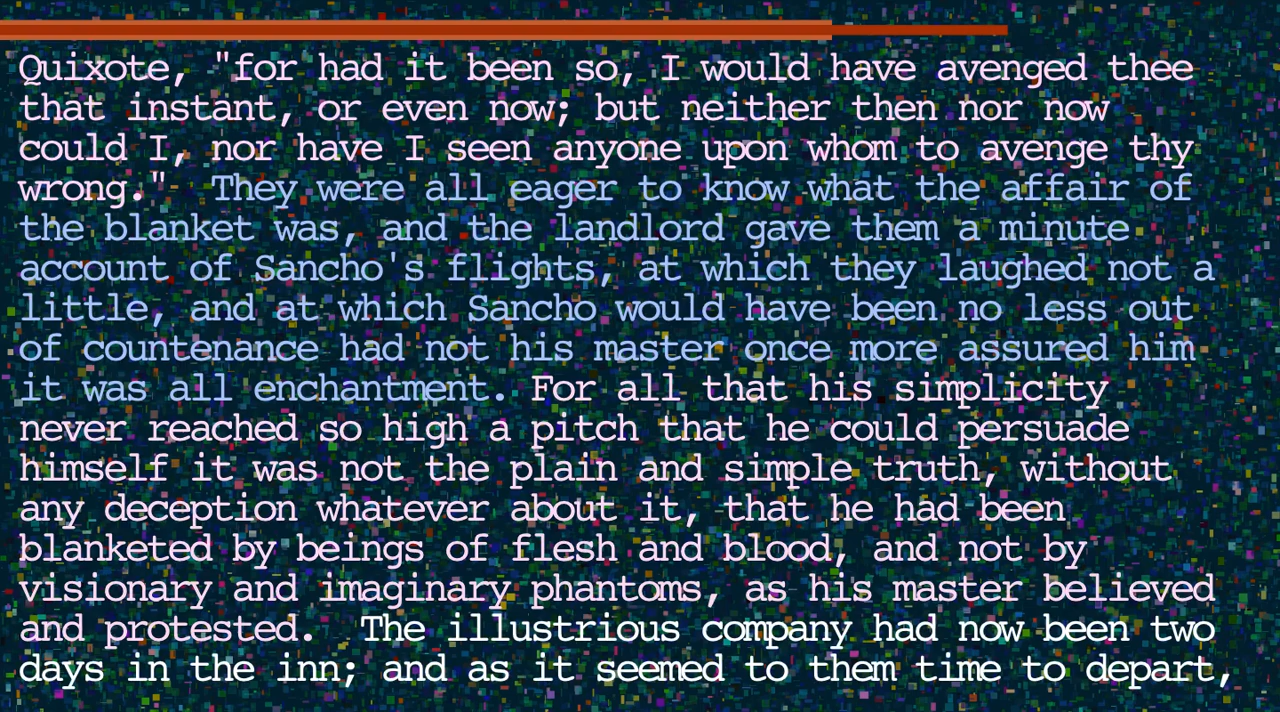 Quixote, "for had it been so, I would have avenged thee
that instant, or even now; but neither then nor now
could I, nor have I seen anyone upon whom to avenge thy
wrong."  They were all eager to know what the affair of
the blanket was, and the landlord gave them a minute
account of Sancho's flights, at which they laughed not a
little, and at which Sancho would have been no less out
of countenance had not his master once more assured him
it was all enchantment. For all that his simplicity
never reached so high a pitch that he could persuade
himself it was not the plain and simple truth, without
any deception whatever about it, that he had been
blanketed by beings of flesh and blood, and not by
visionary and imaginary phantoms, as his master believed
and protested.  The illustrious company had now been two
days in the inn; and as it seemed to them time to depart,